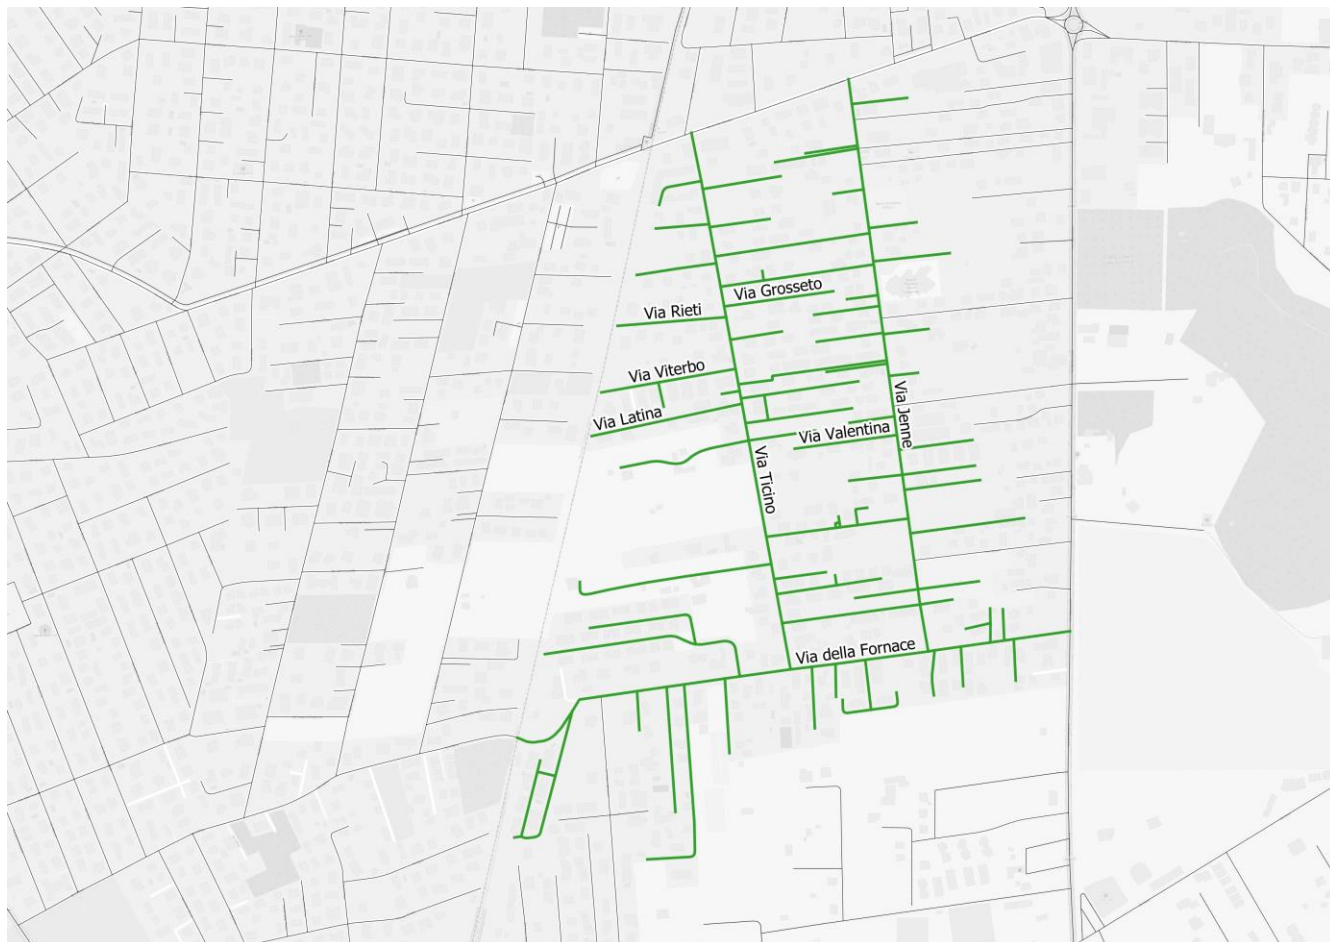 Via Grosseto
Via Rieti
Via Viterbo
Via Latina
Via Jenne
Via Valentina
Via Ticino
Via della Fornace